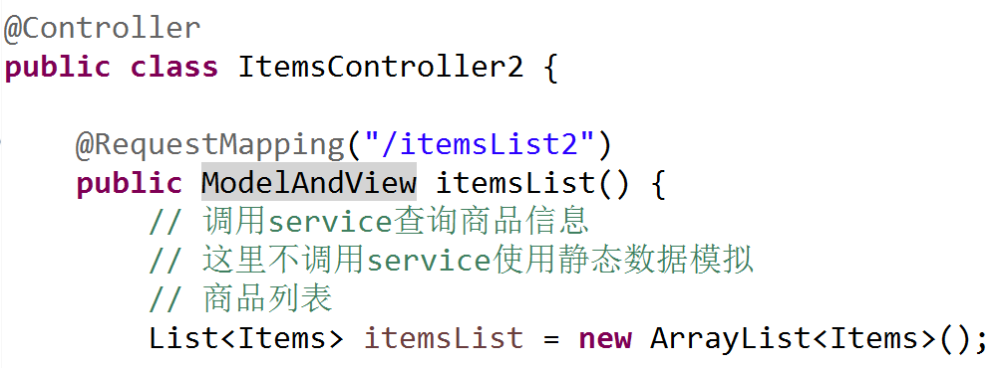 @Controller
public class ItemsController2 {
@RequestMapping("/itemsList2")
public ModelAndView itemsList() {
// 调用service查询商品信息
// 这里不调用service使用静态数据模拟
// 商品列表
List<Items> itemsList = new ArrayList<Items>();